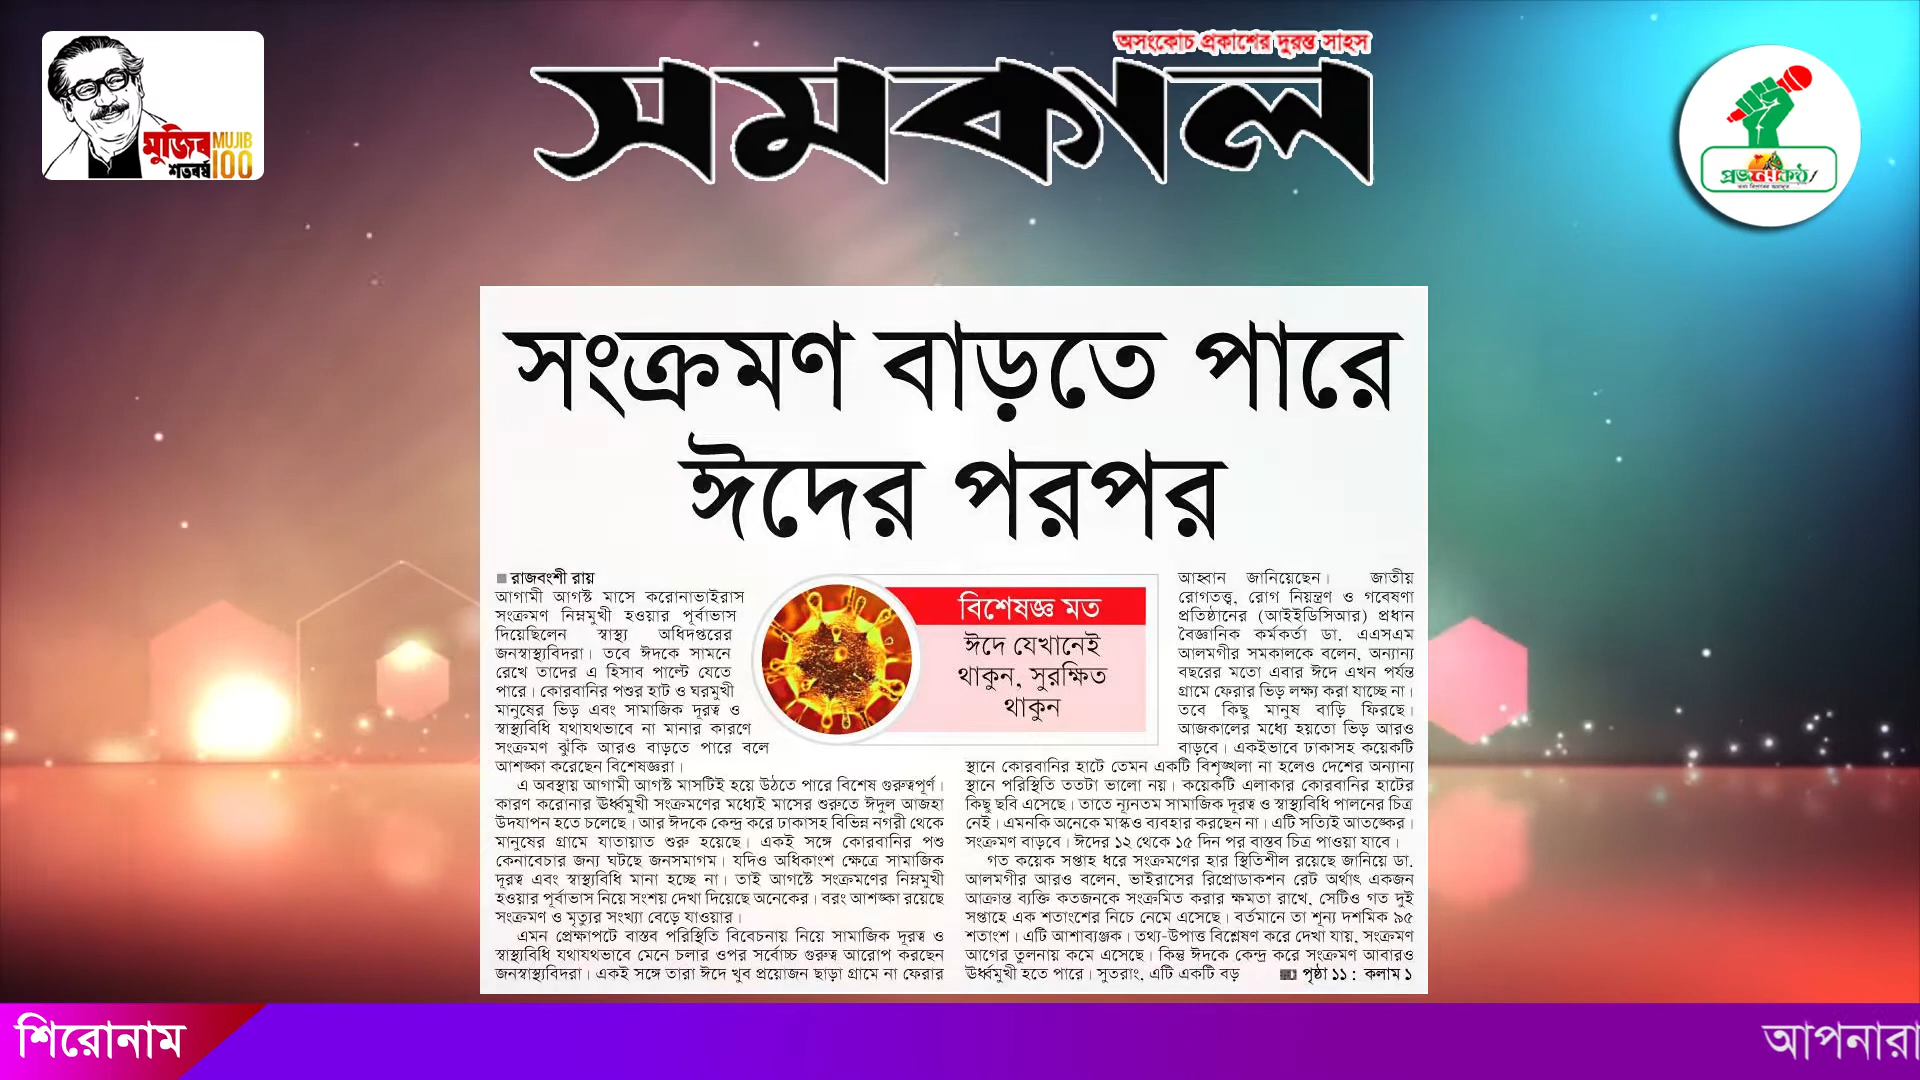 অসংকোচ প্রকাশের দুরন্ত সাহস
সমকাল
মুজিব
শতবর্ষ
MUJIB
100
প্রজন্মকণ্ঠ
সংক্রমণ বাড়তে পারে
ঈদের পরপর
রাজবংশী রায়
আগামী আগস্ট মাসে করোনাভাইরাস
সংক্রমণ নিম্নমুখী হওয়ার পূর্বাভাস
দিয়েছিলেন স্বাস্থ্য অধিদপ্তরের
জনস্বাস্থ্যবিদরা। তবে ঈদকে সামনে
রেখে তাদের এ হিসাব পাল্টে যেতে
পারে। কোরবানির পশুর হাট ও ঘরমুখী
মানুষের ভিড় এবং সামাজিক দূরত্ব ও
স্বাস্থ্যবিধি যথাযথভাবে না মানার কারণে
সংক্রমণ ঝুঁকি আরও বাড়তে পারে বলে
আশঙ্কা করেছেন বিশেষজ্ঞরা।
এ অবস্থায় আগামী আগস্ট মাসটিই হয়ে উঠতে পারে বিশেষ গুরুত্বপূর্ণ।
কারণ করোনার ঊর্ধ্বমুখী সংক্রমণের মধ্যেই মাসের শুরুতে ঈদুল আজহা
উদযাপন হতে চলেছে। আর ঈদকে কেন্দ্র করে ঢাকাসহ বিভিন্ন নগরী থেকে
মানুষের গ্রামে যাতায়াত শুরু হয়েছে। একই সঙ্গে কোরবানির পশু
কেনাবেচার জন্য ঘটছে জনসমাগম। যদিও অধিকাংশ ক্ষেত্রে সামাজিক
দূরত্ব এবং স্বাস্থ্যবিধি মানা হচ্ছে না। তাই আগস্টে সংক্রমণের নিম্নমুখী
হওয়ার পূর্বাভাস নিয়ে সংশয় দেখা দিয়েছে অনেকের। বরং আশঙ্কা রয়েছে
সংক্রমণ ও মৃত্যুর সংখ্যা বেড়ে যাওয়ার।
এমন প্রেক্ষাপটে বাস্তব পরিস্থিতি বিবেচনায় নিয়ে সামাজিক দূরত্ব ও
স্বাস্থ্যবিধি যথাযথভাবে মেনে চলার ওপর সর্বোচ্চ গুরুত্ব আরোপ করছেন
জনস্বাস্থ্যবিদরা। একই সঙ্গে তারা ঈদে খুব প্রয়োজন ছাড়া গ্রামে না ফেরার
বিশেষজ্ঞ মত
ঈদে যেখানেই
থাকুন, সুরক্ষিত
থাকুন
আহ্বান জানিয়েছেন। জাতীয়
রোগতত্ত্ব, রোগ নিয়ন্ত্রণ ও গবেষণা
প্রতিষ্ঠানের (আইইডিসিআর) প্রধান
বৈজ্ঞানিক কর্মকর্তা ডা. এএসএম
আলমগীর সমকালকে বলেন, অন্যান্য
বছরের মতো এবার ঈদে এখন পর্যন্ত
গ্রামে ফেরার ভিড় লক্ষ্য করা যাচ্ছে না।
তবে কিছু মানুষ বাড়ি ফিরছে।
আজকালের মধ্যে হয়তো ভিড় আরও
বাড়বে। একইভাবে ঢাকাসহ কয়েকটি
স্থানে কোরবানির হাটে তেমন একটি বিশৃঙ্খলা না হলেও দেশের অন্যান্য
স্থানে পরিস্থিতি ততটা ভালো নয়। কয়েকটি এলাকার কোরবানির হাটের
কিছু ছবি এসেছে। তাতে ন্যূনতম সামাজিক দূরত্ব ও স্বাস্থ্যবিধি পালনের চিত্র
নেই। এমনকি অনেকে মাস্কও ব্যবহার করছেন না। এটি সত্যিই আতঙ্কের।
সংক্রমণ বাড়বে। ঈদের ১২ থেকে ১৫ দিন পর বাস্তব চিত্র পাওয়া যাবে।
গত কয়েক সপ্তাহ ধরে সংক্রমণের হার স্থিতিশীল রয়েছে জানিয়ে ডা.
আলমগীর আরও বলেন, ভাইরাসের রিপ্রোডাকশন রেট অর্থাৎ একজন
আক্রান্ত ব্যক্তি কতজনকে সংক্রমিত করার ক্ষমতা রাখে, সেটিও গত দুই
সপ্তাহে এক শতাংশের নিচে নেমে এসেছে। বর্তমানে তা শূন্য দশমিক ৯৫
শতাংশ। এটি আশাব্যঞ্জক। তথ্য-উপাত্ত বিশ্লেষণ করে দেখা যায়, সংক্রমণ
আগের তুলনায় কমে এসেছে। কিন্তু ঈদকে কেন্দ্র করে সংক্রমণ আবারও
ঊর্ধ্বমুখী হতে পারে। সুতরাং, এটি একটি বড় পৃষ্ঠা ১১ : কলাম ১
শিরোনাম
আপনারা